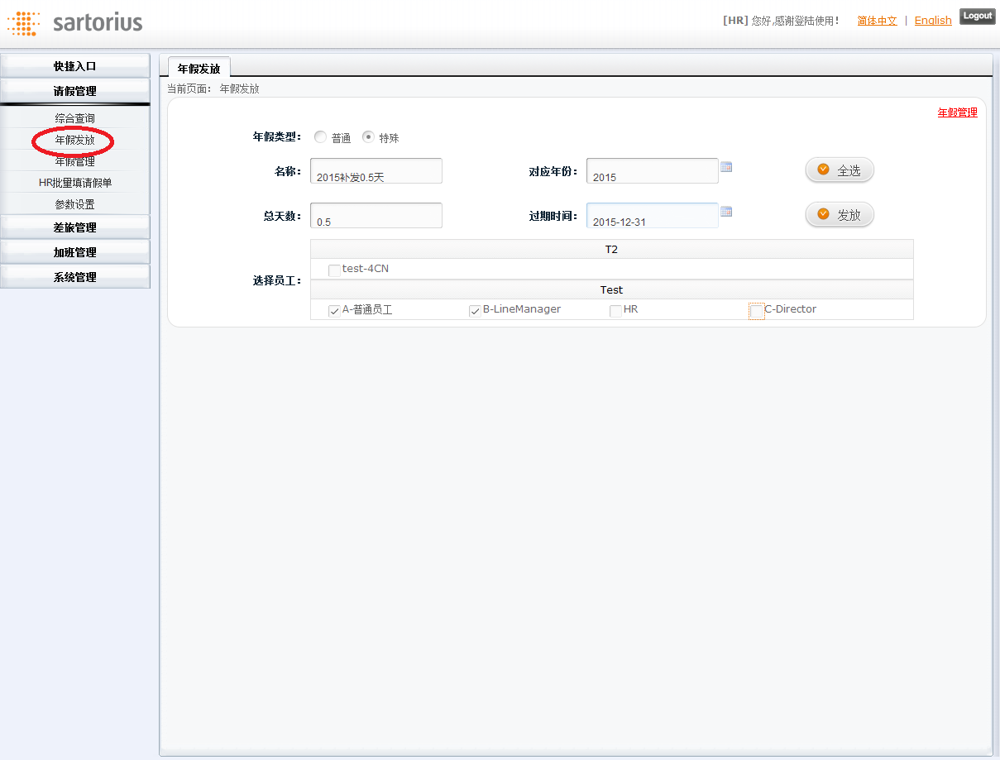 sartorius
[HR] 您好,感谢登陆使用! 简体中文 | English Logout
快捷入口
请假管理
综合查询
年假发放
年假管理
HR批量填请假单
参数设置
差旅管理
加班管理
系统管理
年假发放
当前页面: 年假发放
年假管理
年假类型: 普通 特殊
名称: 2015补发0.5天 对应年份: 2015 全选
总天数: 0.5 过期时间: 2015-12-31 发放
选择员工:
T2
test-4CN
Test
A-普通员工 B-LineManager HR C-Director